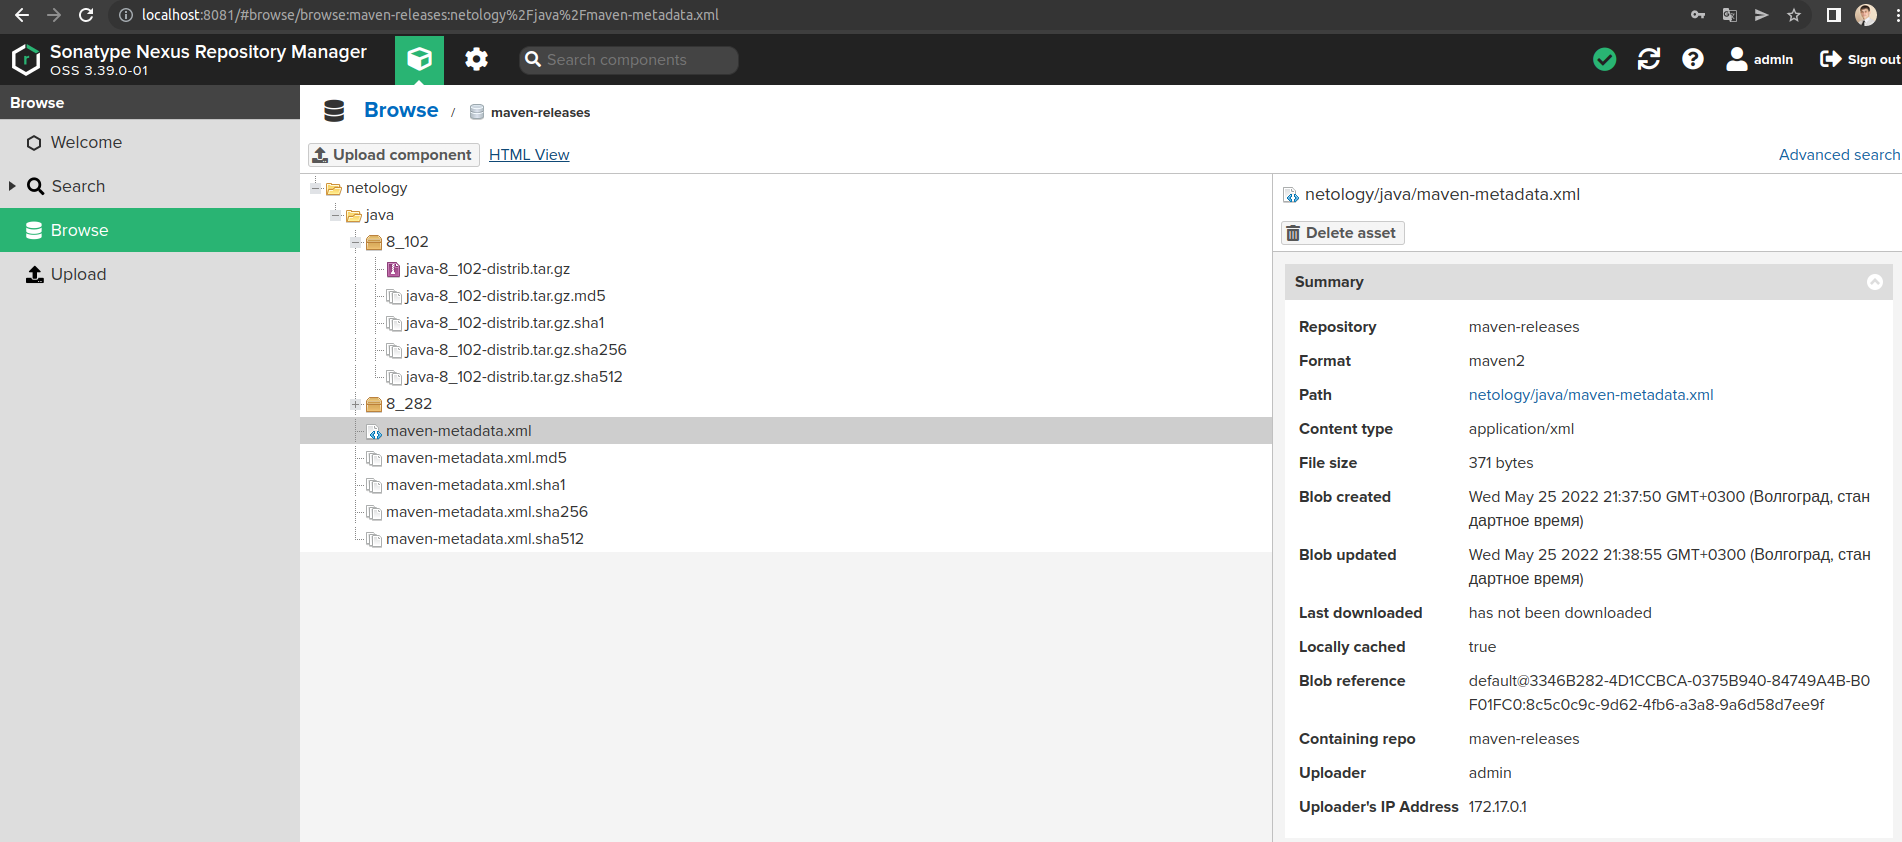 localhost:8081/#browse/browse:maven-releases:netology%2Fjava%2Fmaven-metadata.xml
Sonatype Nexus Repository Manager
OSS 3.39.0-01
Search components
admin
Sign out
Browse
Welcome
Search
Browse
Upload
Browse / maven-releases
Upload component
HTML View
Advanced search
netology
java
8_102
java-8_102-distrib.tar.gz
java-8_102-distrib.tar.gz.md5
java-8_102-distrib.tar.gz.sha1
java-8_102-distrib.tar.gz.sha256
java-8_102-distrib.tar.gz.sha512
8_282
maven-metadata.xml
maven-metadata.xml.md5
maven-metadata.xml.sha1
maven-metadata.xml.sha256
maven-metadata.xml.sha512
netology/java/maven-metadata.xml
Delete asset
Summary
Repository maven-releases
Format maven2
Path netology/java/maven-metadata.xml
Content type application/xml
File size 371 bytes
Blob created Wed May 25 2022 21:37:50 GMT+0300 (Волгоград, стан
дартное время)
Blob updated Wed May 25 2022 21:38:55 GMT+0300 (Волгоград, стан
дартное время)
Last downloaded has not been downloaded
Locally cached true
Blob reference default@3346B282-4D1CCBCA-0375B940-84749A4B-B0
F01FC0:8c5c0c9c-9d62-4fb6-a3a8-9a6d58d7ee9f
Containing repo maven-releases
Uploader admin
Uploader's IP Address 172.17.0.1